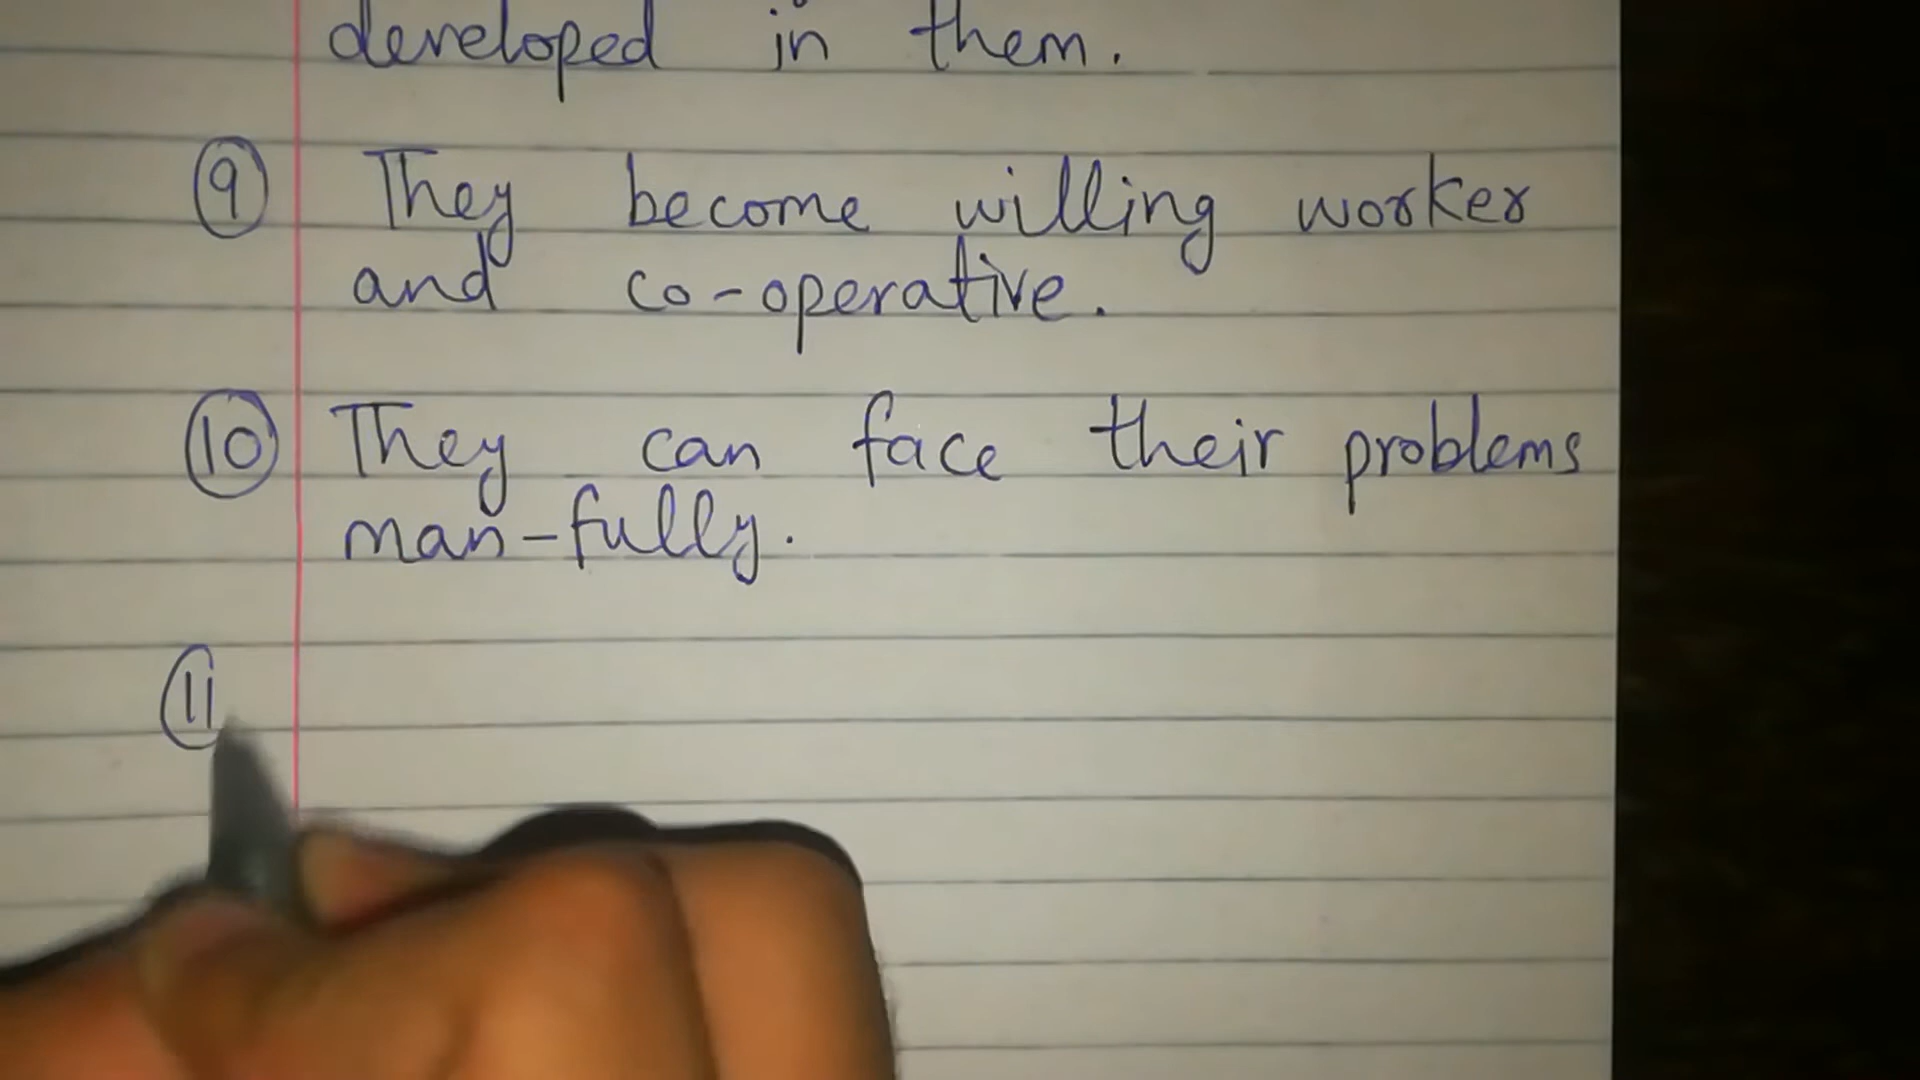 developed in them.
9 They become willing worker
and co-operative.
10 They can face their problems
man-fully.
11